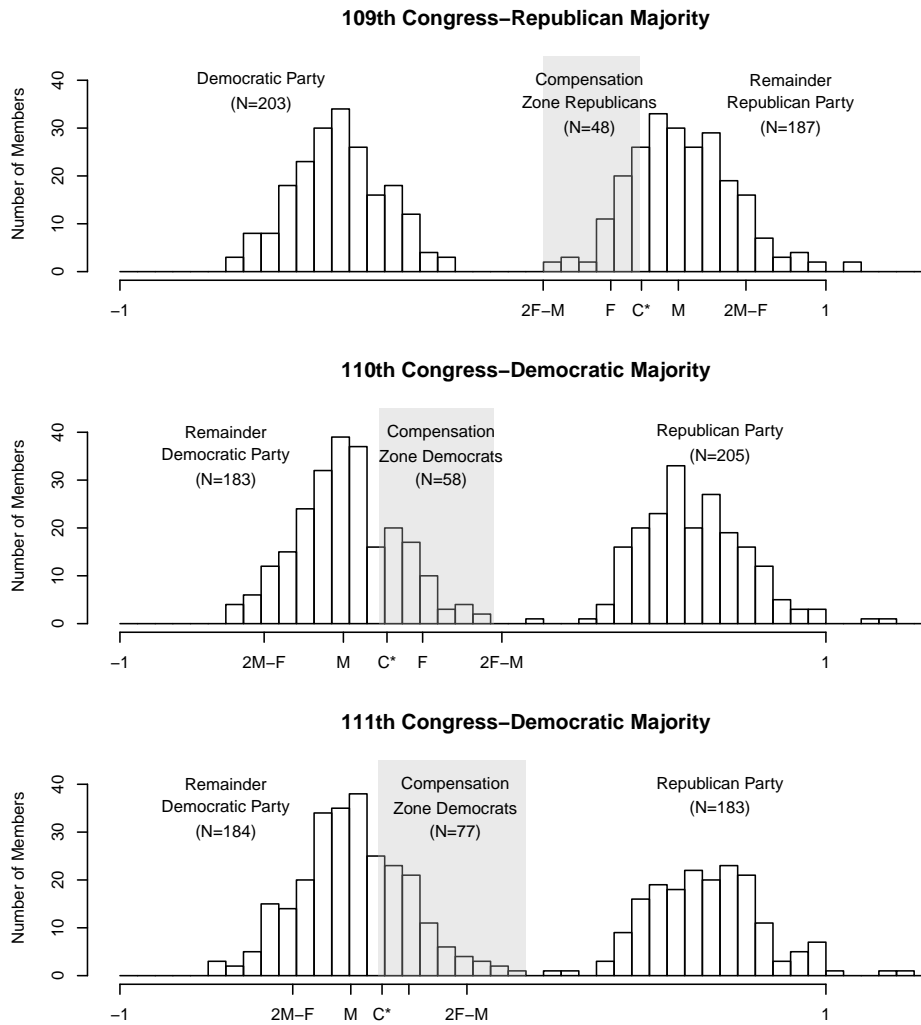 109th Congress−Republican Majority
Number of Members
0
10
20
30
40
Democratic Party
(N=203)
Compensation
Zone Republicans
(N=48)
Remainder
Republican Party
(N=187)
−1
2F−M
F
C*
M
2M−F
1
110th Congress−Democratic Majority
Number of Members
0
10
20
30
40
Remainder
Democratic Party
(N=183)
Compensation
Zone Democrats
(N=58)
Republican Party
(N=205)
−1
2M−F
M
C*
F
2F−M
1
111th Congress−Democratic Majority
Number of Members
0
10
20
30
40
Remainder
Democratic Party
(N=184)
Compensation
Zone Democrats
(N=77)
Republican Party
(N=183)
−1
2M−F
M
C*
2F−M
1